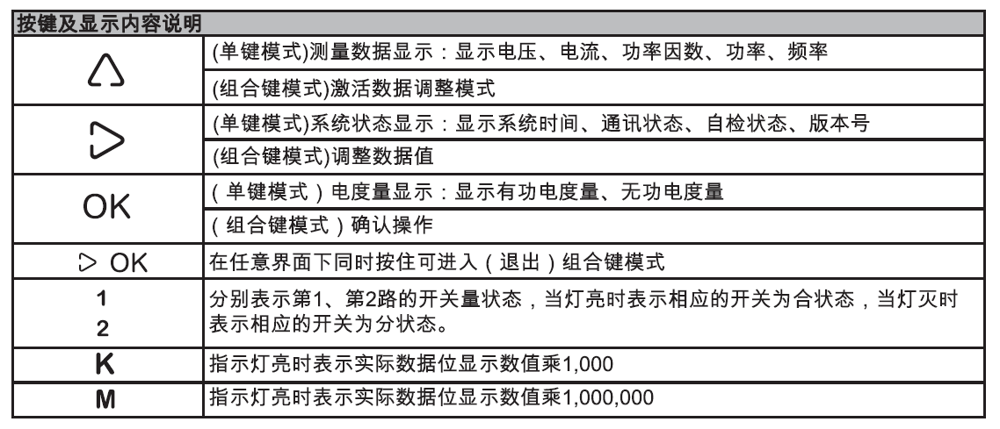 按键及显示内容说明
(单键模式)测量数据显示：显示电压、电流、功率因数、功率、频率
(组合键模式)激活数据调整模式
(单键模式)系统状态显示：显示系统时间、通讯状态、自检状态、版本号
(组合键模式)调整数据值
OK
（单键模式）电度量显示：显示有功电度量、无功电度量
（组合键模式）确认操作
▷ OK
在任意界面下同时按住可进入（退出）组合键模式
1
2
分别表示第1、第2路的开关量状态，当灯亮时表示相应的开关为合状态，当灯灭时
表示相应的开关为分状态。
K
指示灯亮时表示实际数据位显示数值乘1,000
M
指示灯亮时表示实际数据位显示数值乘1,000,000